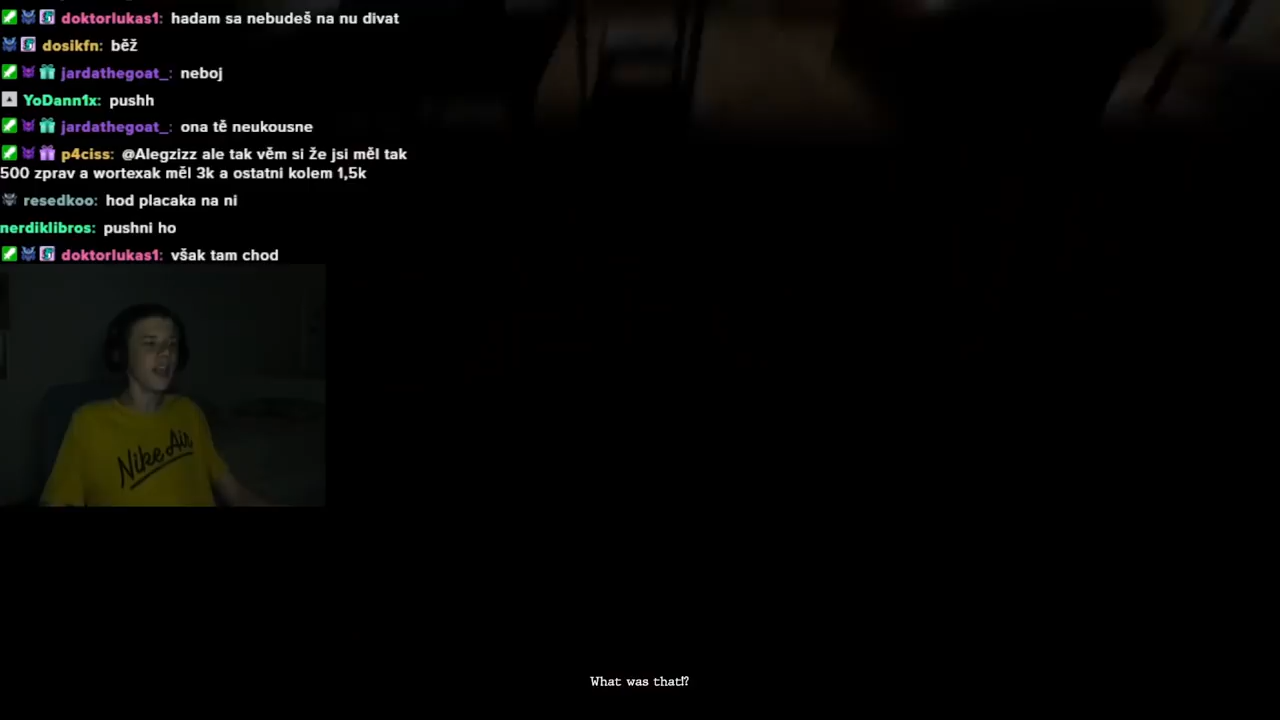 doktorlukas1: hadam sa nebudeš na nu divat
dosikfn: běž
jardathegoat_: neboj
YoDann1x: pushh
jardathegoat_: ona tě neukousne
p4ciss: @Alegzizz ale tak věm si že jsi měl tak
500 zprav a wortexak měl 3k a ostatni kolem 1,5k
resedkoo: hod placaka na ni
nerdiklibros: pushni ho
doktorlukas1: však tam chod
Nike Air
What was that!?